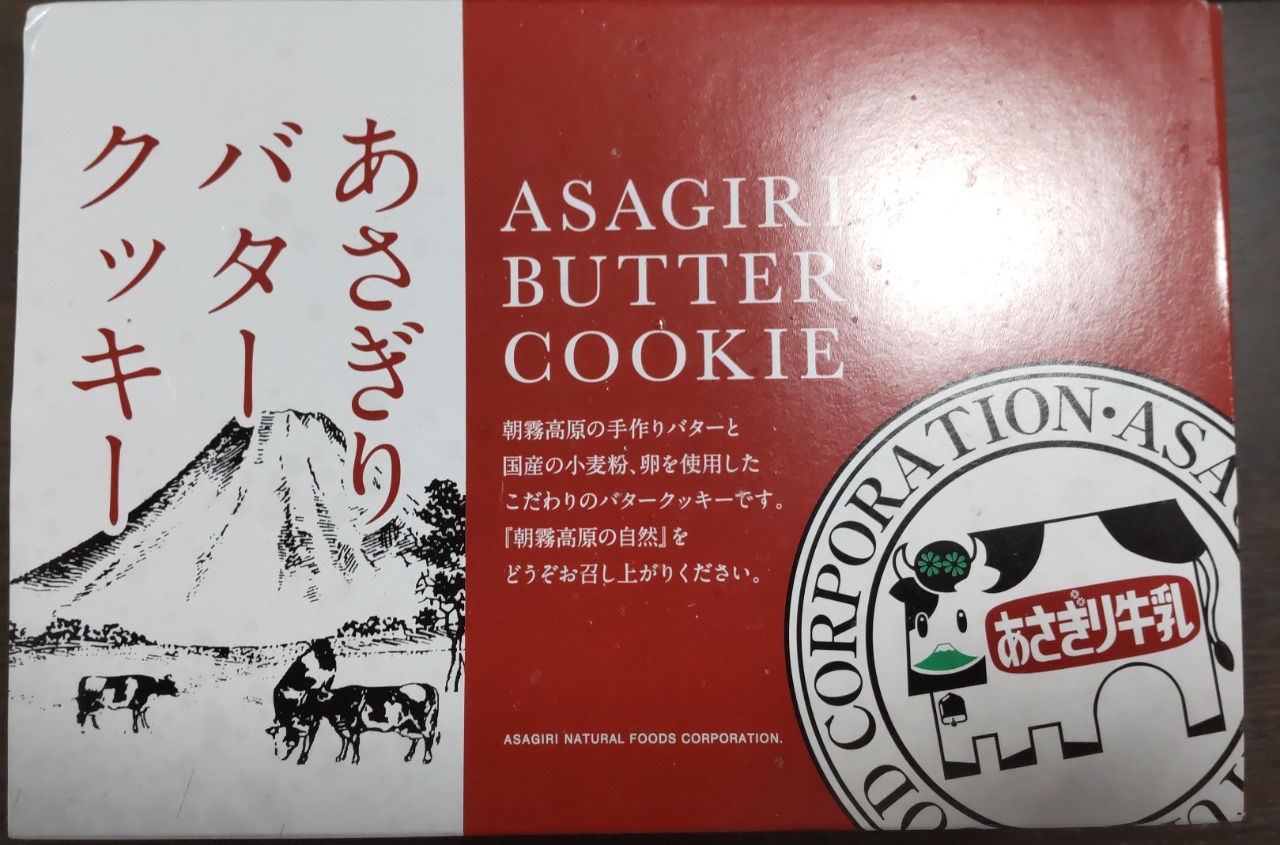 あさぎり
バター
クッキー
ASAGIRI
BUTTER
COOKIE
朝霧高原の手作りバターと
国産の小麦粉、卵を使用した
こだわりのバタークッキーです。
『朝霧高原の自然』を
どうぞお召し上がりください。
ASAGIRI NATURAL FOODS CORPORATION.
CORPORATION・ASA
あさぎり牛乳